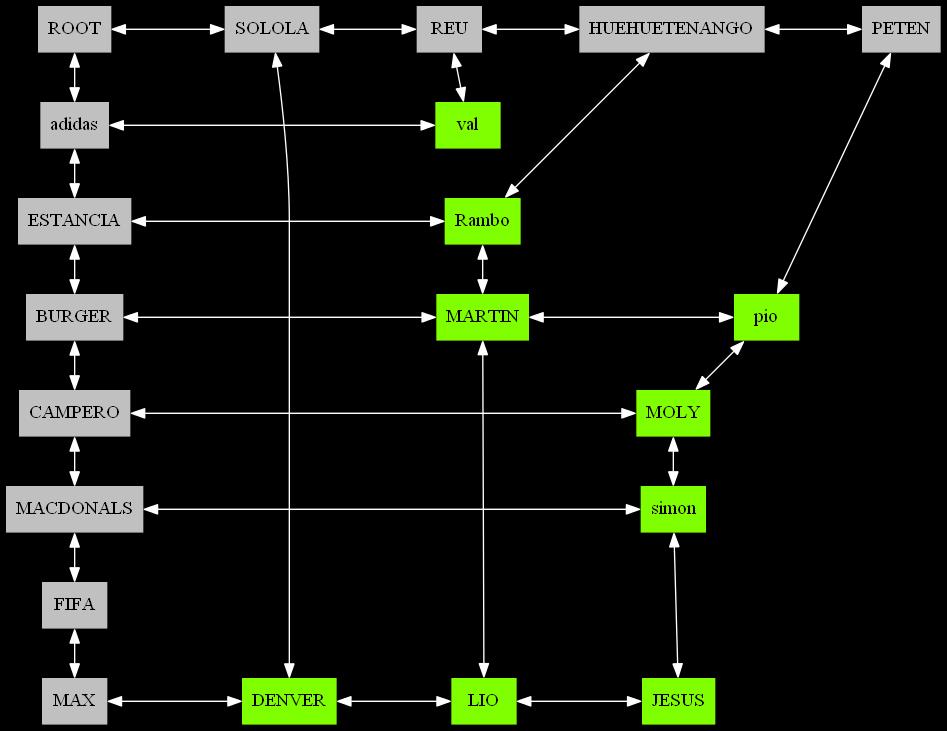 ROOT
SOLOLA
REU
HUEHUETENANGO
PETEN
adidas
val
ESTANCIA
Rambo
BURGER
MARTIN
pio
CAMPERO
MOLY
MACDONALS
simon
FIFA
MAX
DENVER
LIO
JESUS